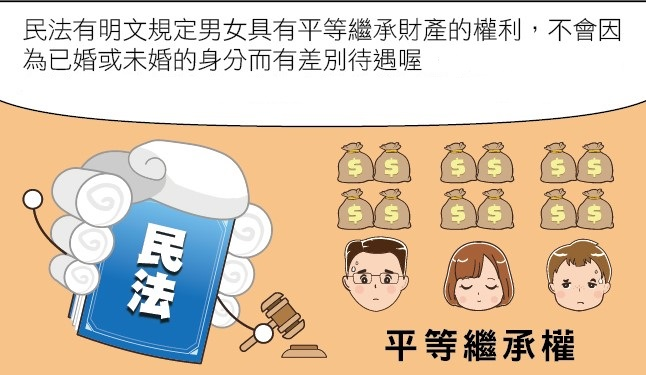 民法有明文規定男女具有平等繼承財產的權利，不會因
為已婚或未婚的身分而有差別待遇喔
$ $ $ $ $ $
$ $ $ $ $ $
民法
平等繼承權